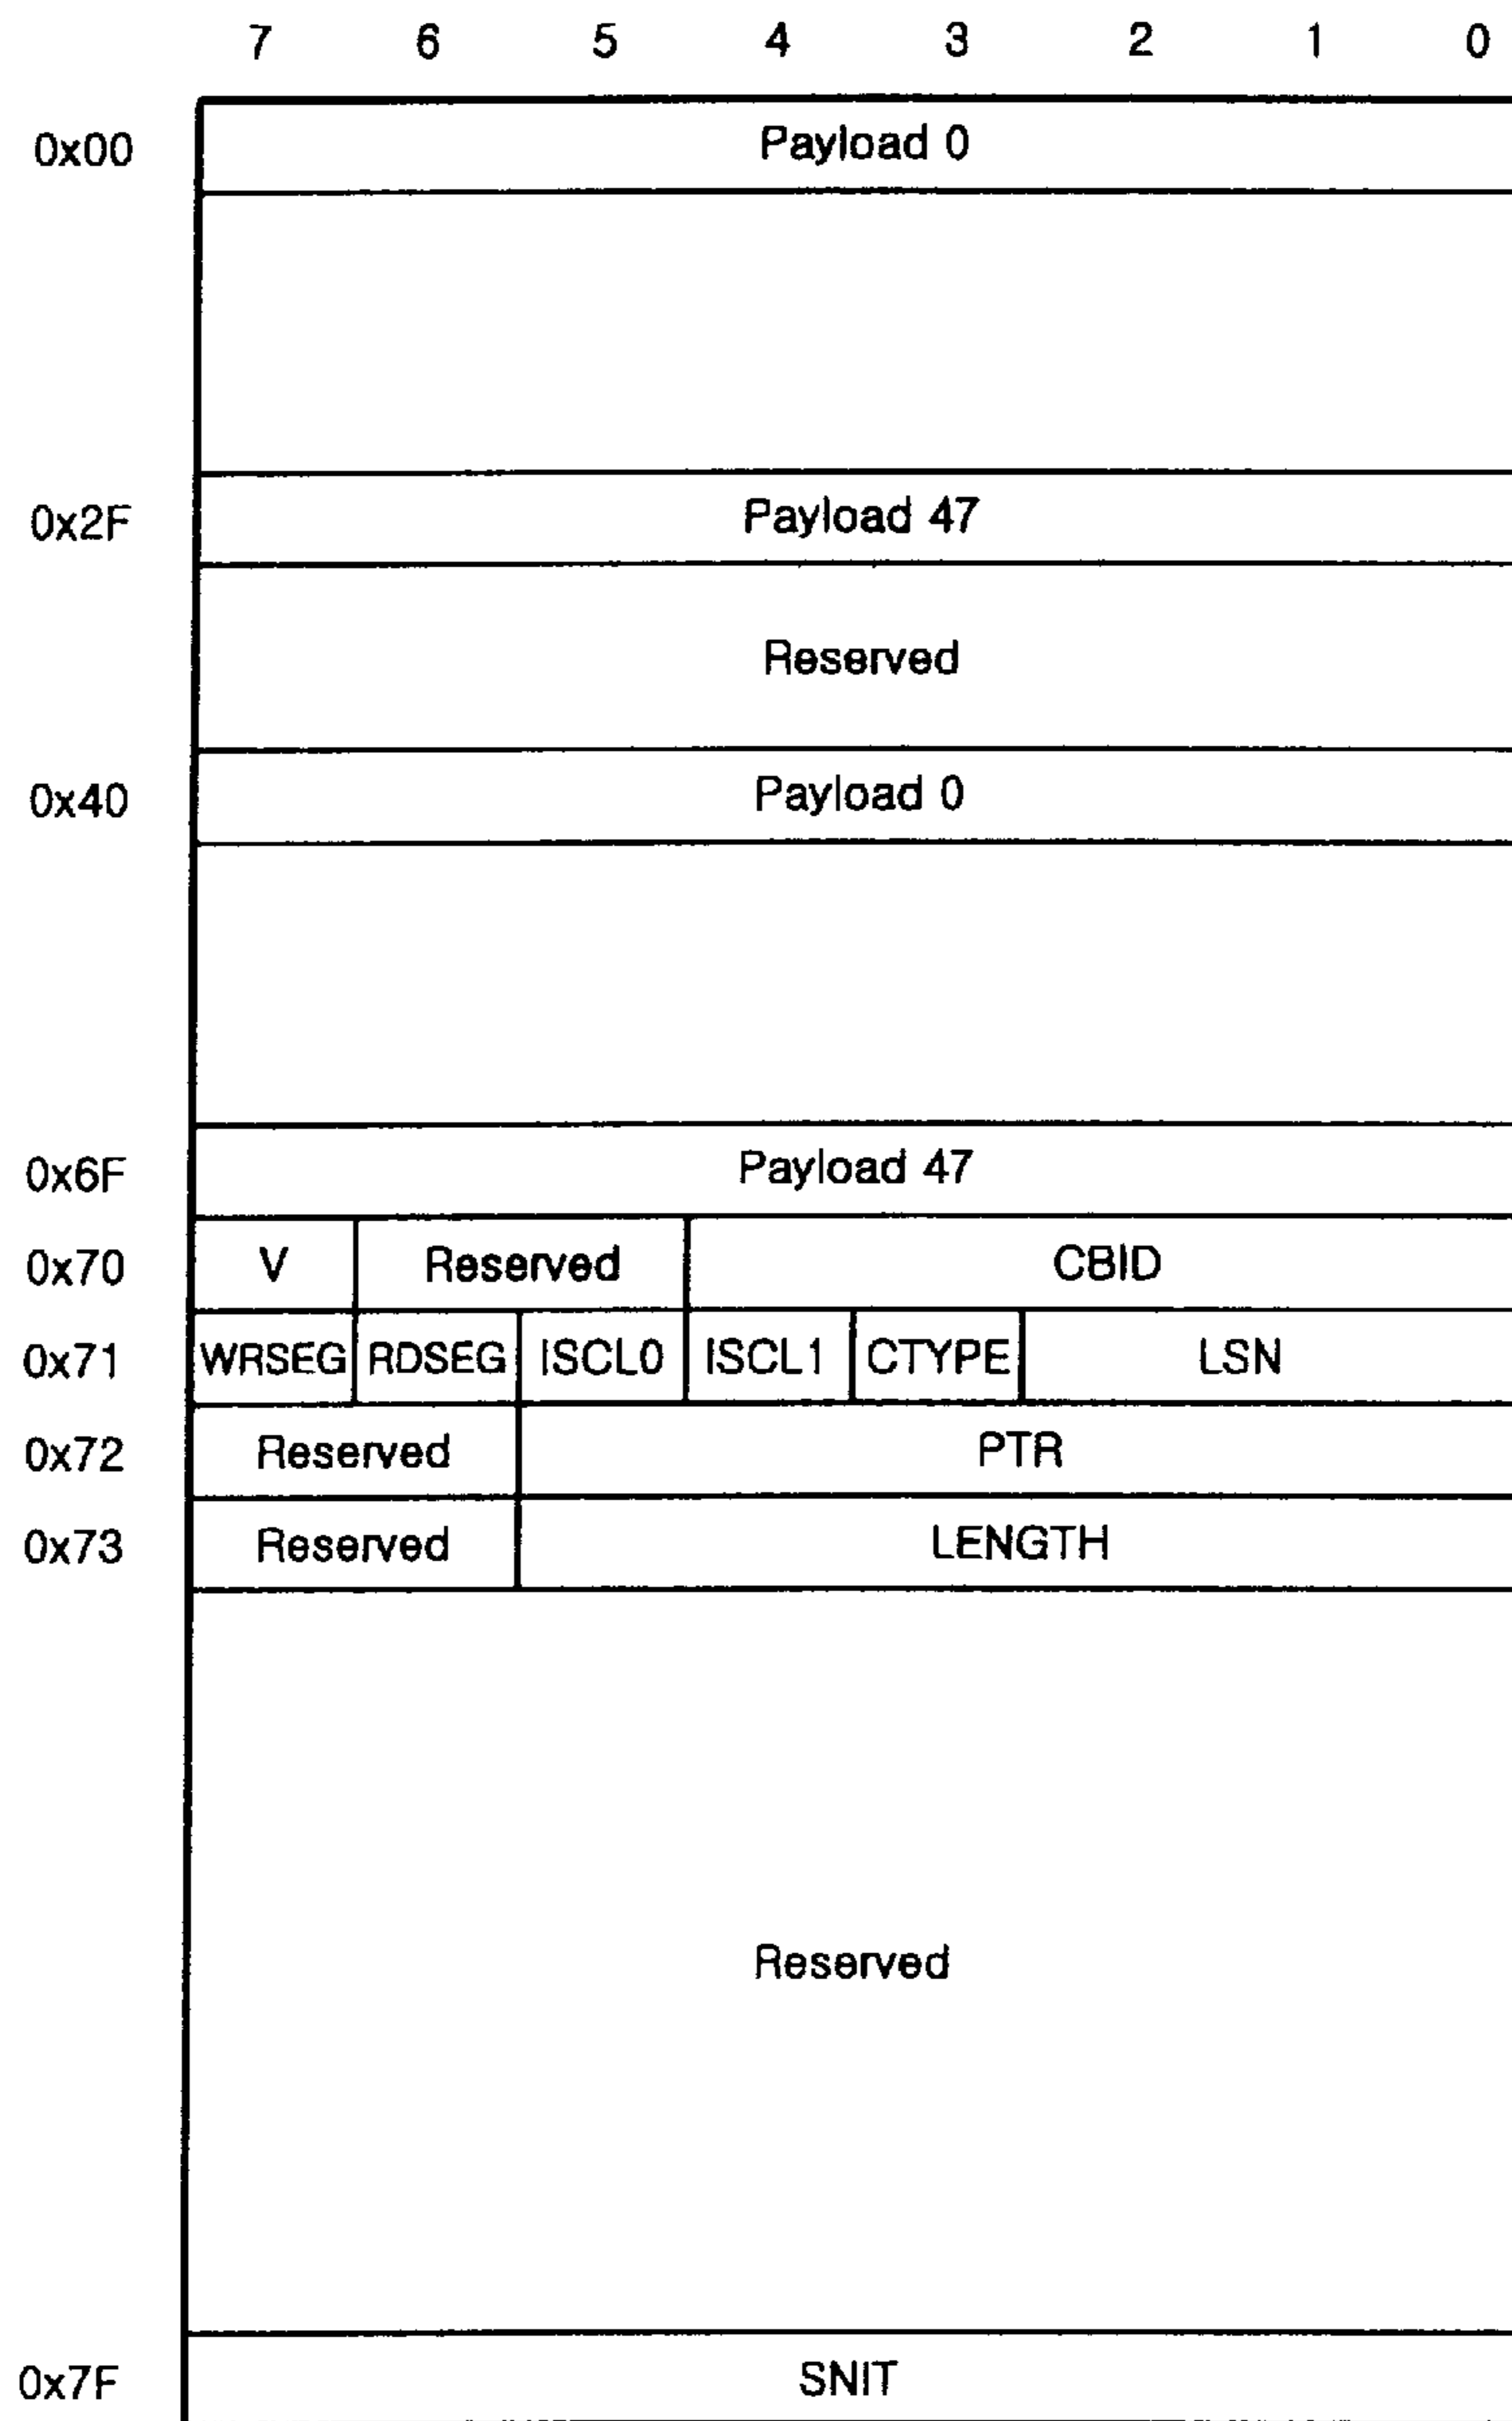 7 6 5 4 3 2 1 0
0x00 Payload 0
0x2F Payload 47
Reserved
0x40 Payload 0
0x6F Payload 47
0x70 V Reserved CBID
0x71 WRSEG RDSEG ISCL0 ISCL1 CTYPE LSN
0x72 Reserved PTR
0x73 Reserved LENGTH
Reserved
0x7F SNIT